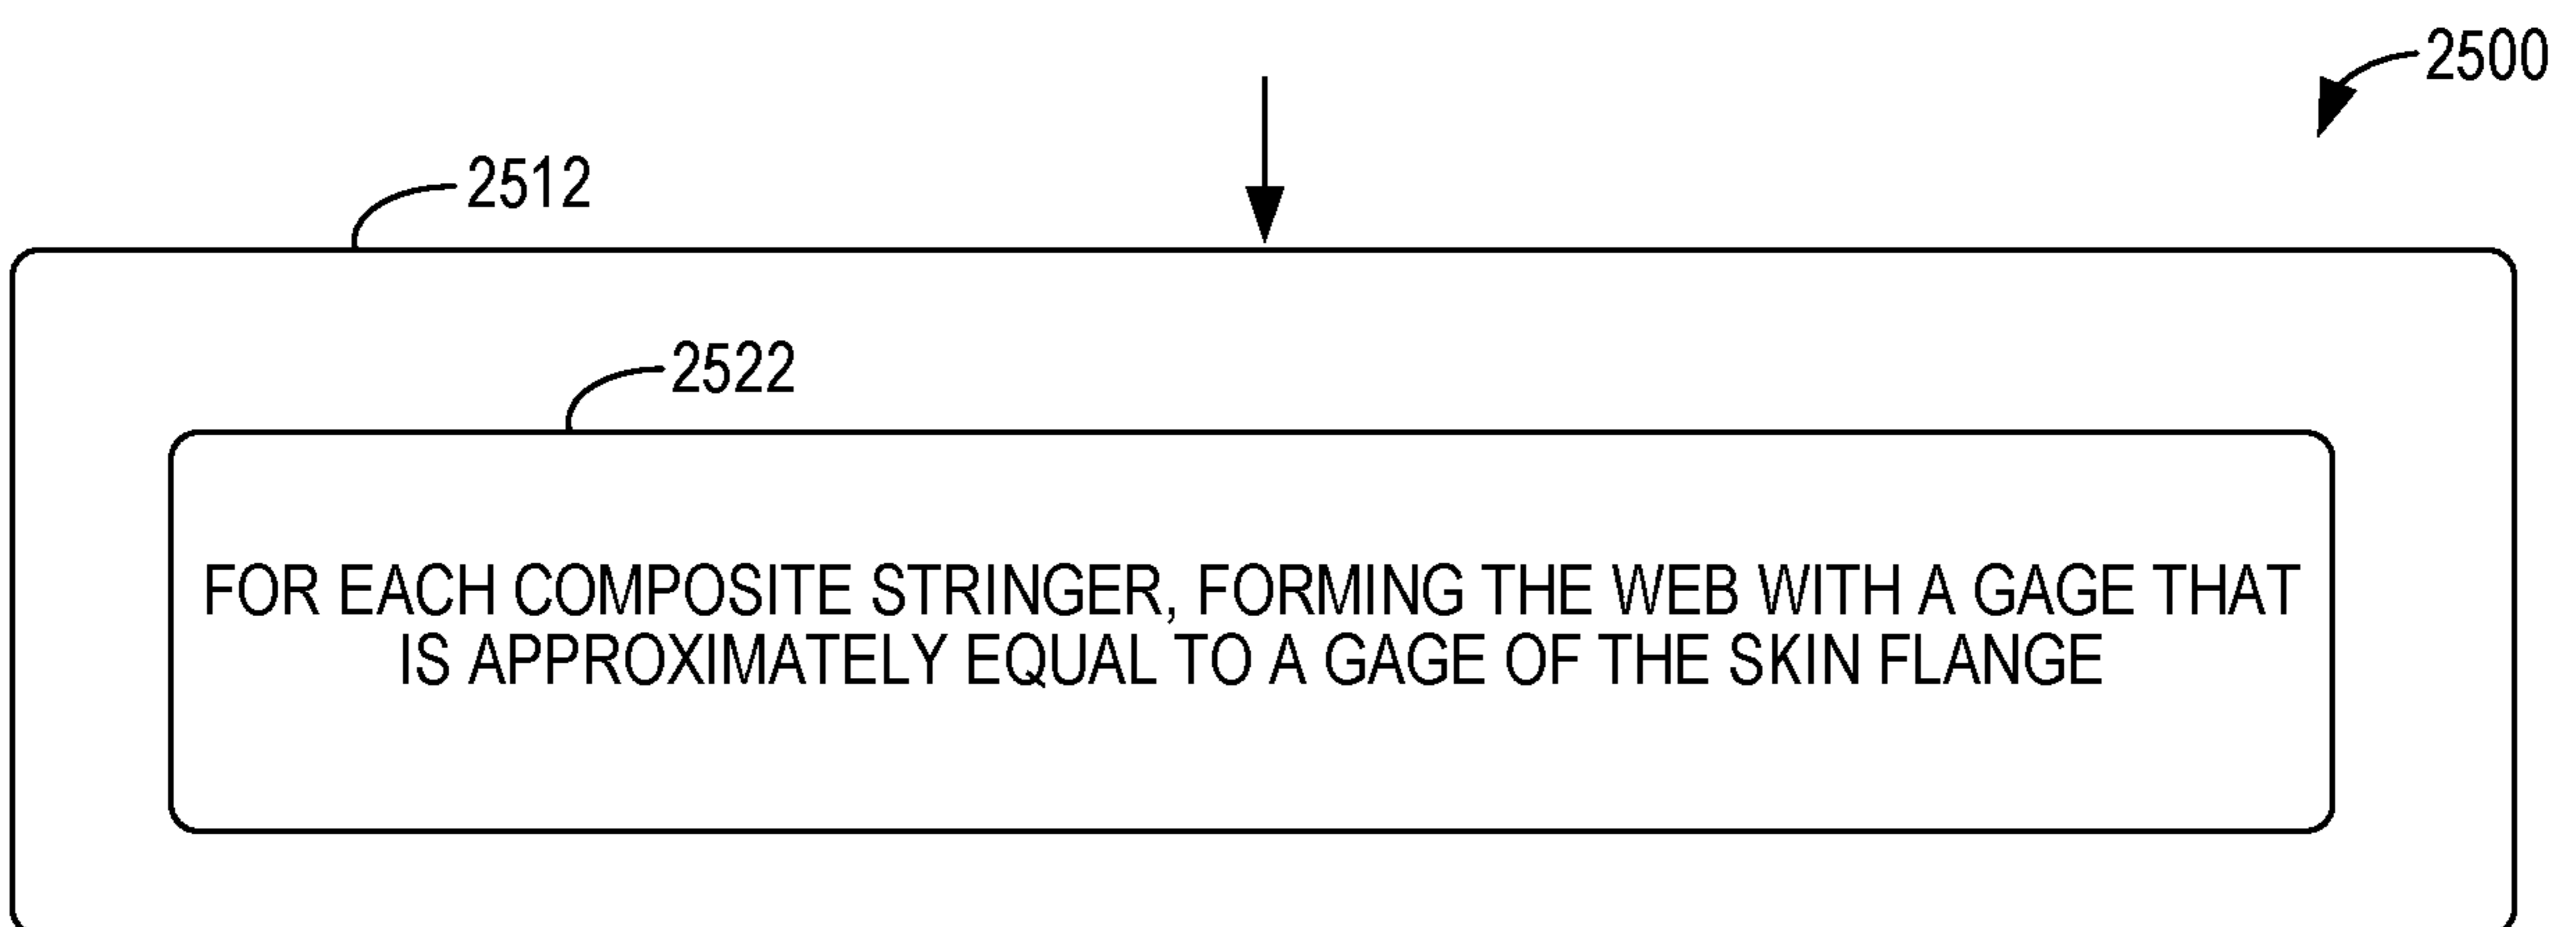 2500
2512
2522
FOR EACH COMPOSITE STRINGER, FORMING THE WEB WITH A GAGE THAT
IS APPROXIMATELY EQUAL TO A GAGE OF THE SKIN FLANGE